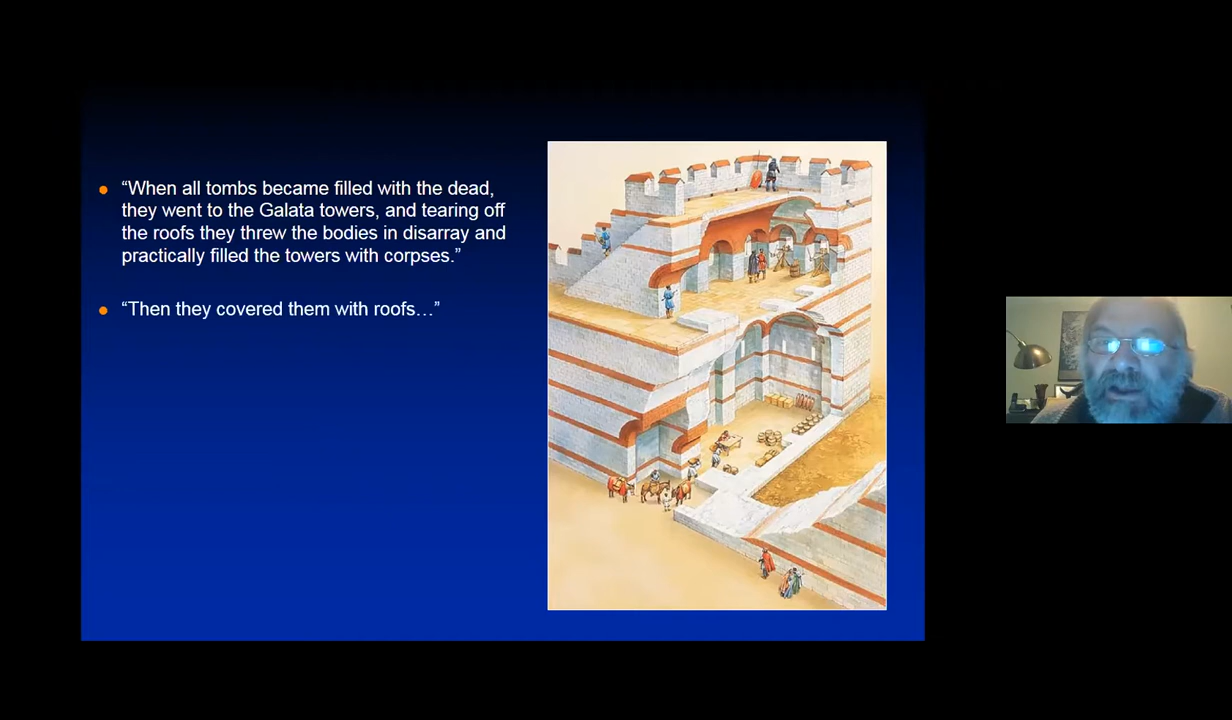 “When all tombs became filled with the dead,
they went to the Galata towers, and tearing off
the roofs they threw the bodies in disarray and
practically filled the towers with corpses.”
“Then they covered them with roofs…”